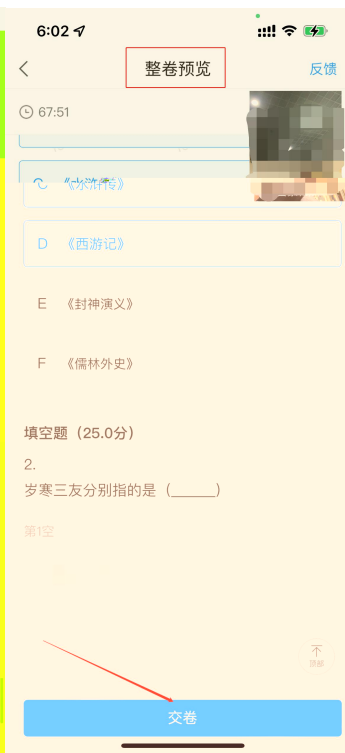 6:02
整卷预览
反馈
67:51
C 《水浒传》
D 《西游记》
E 《封神演义》
F 《儒林外史》
填空题（25.0分）
2.
岁寒三友分别指的是（_____）
第1空
顶部
交卷